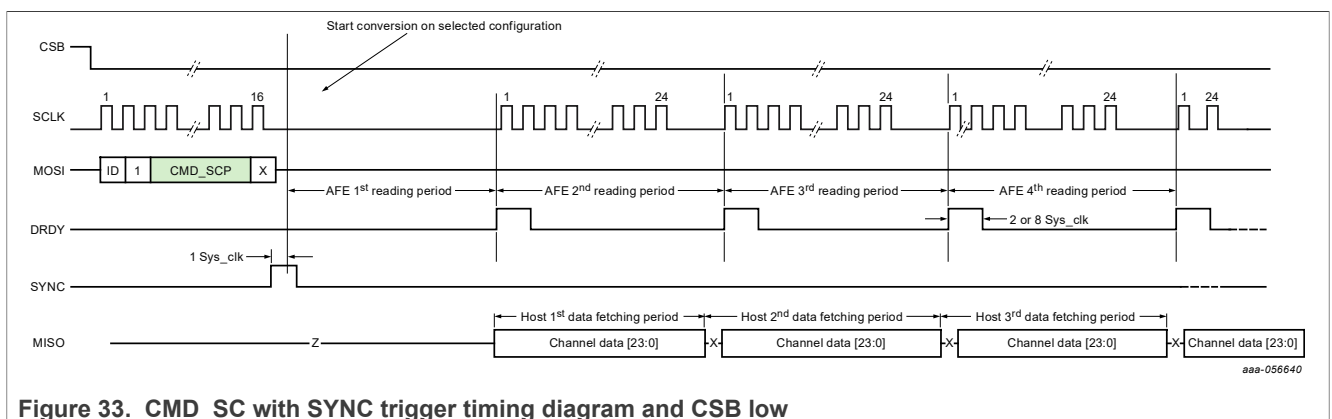 Start conversion on selected configuration
CSB
1 16 1 24 1 24 1 24 1 24
SCLK
MOSI ID 1 CMD_SCP X
AFE 1st reading period AFE 2nd reading period AFE 3rd reading period AFE 4th reading period
DRDY 2 or 8 Sys_clk
1 Sys_clk
SYNC
Host 1st data fetching period Host 2nd data fetching period Host 3rd data fetching period
MISO Z Channel data [23:0] X Channel data [23:0] X Channel data [23:0] X Channel data [23:0]
aaa-056640
Figure 33. CMD_SC with SYNC trigger timing diagram and CSB low